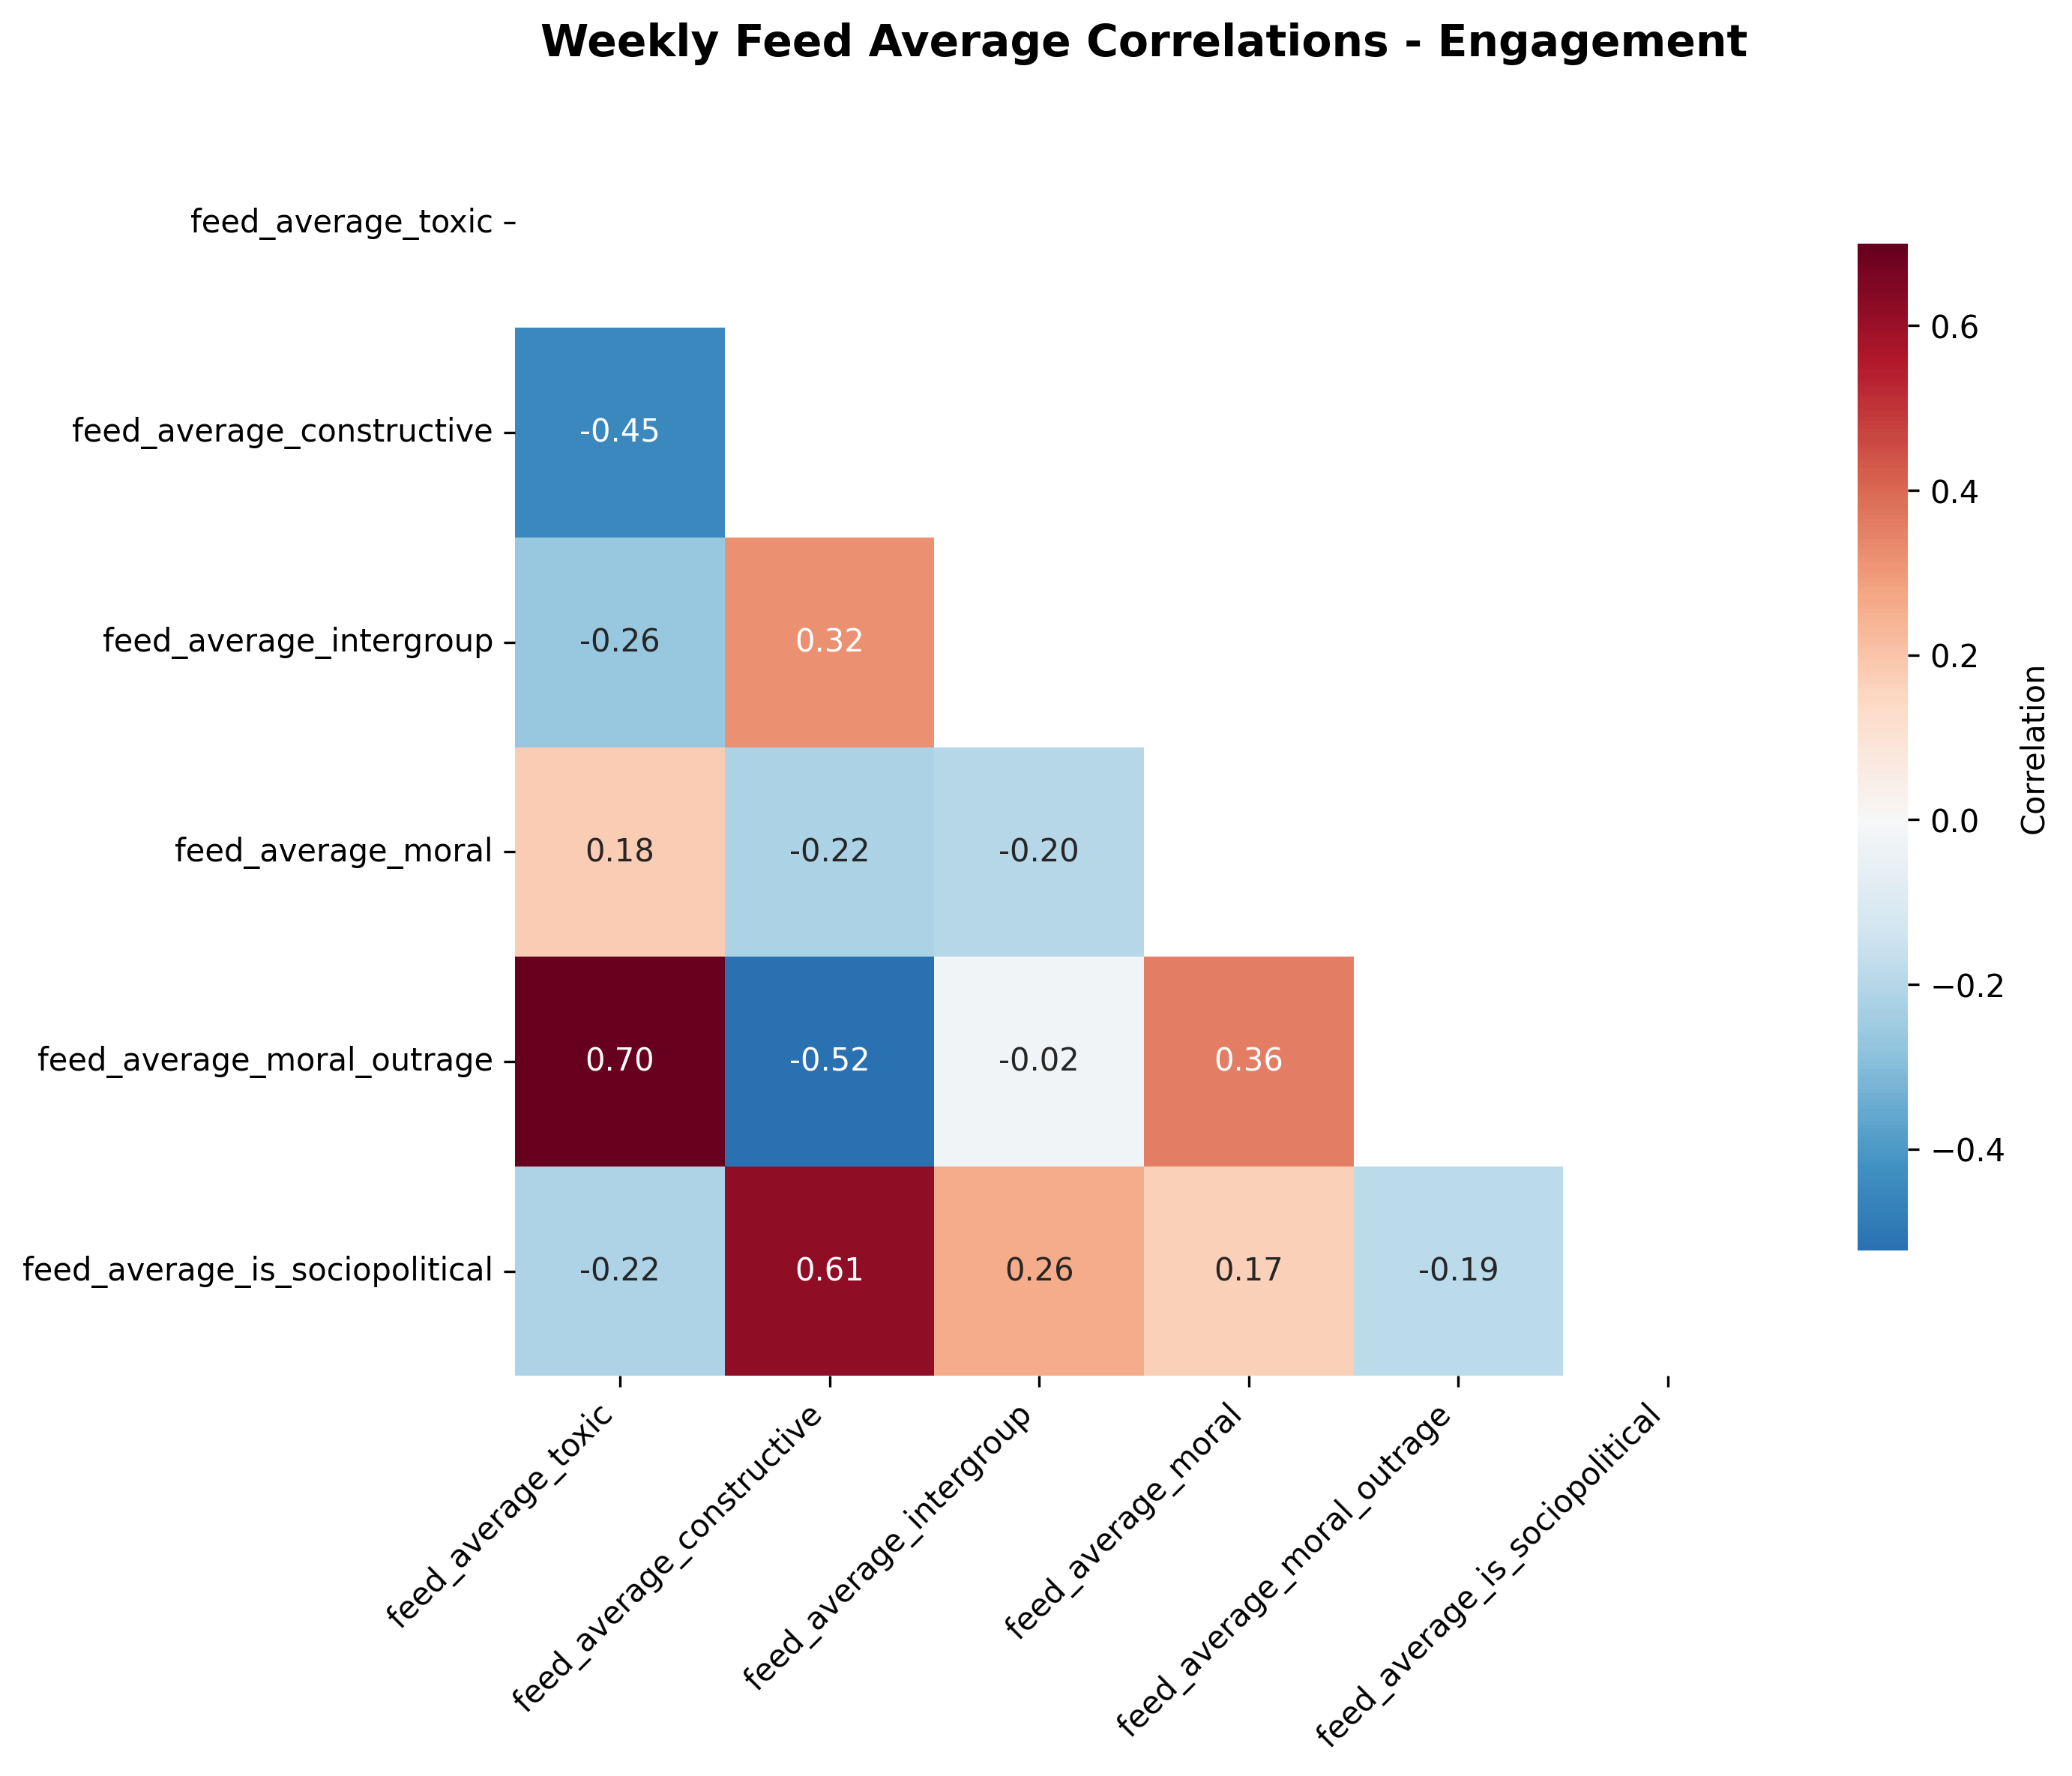 Weekly Feed Average Correlations - Engagement
feed_average_toxic
feed_average_constructive
-0.45
feed_average_intergroup
-0.26
0.32
feed_average_moral
0.18
-0.22
-0.20
feed_average_moral_outrage
0.70
-0.52
-0.02
0.36
feed_average_is_sociopolitical
-0.22
0.61
0.26
0.17
-0.19
feed_average_toxic
feed_average_constructive
feed_average_intergroup
feed_average_moral
feed_average_moral_outrage
feed_average_is_sociopolitical
0.6
0.4
0.2
0.0
−0.2
−0.4
Correlation